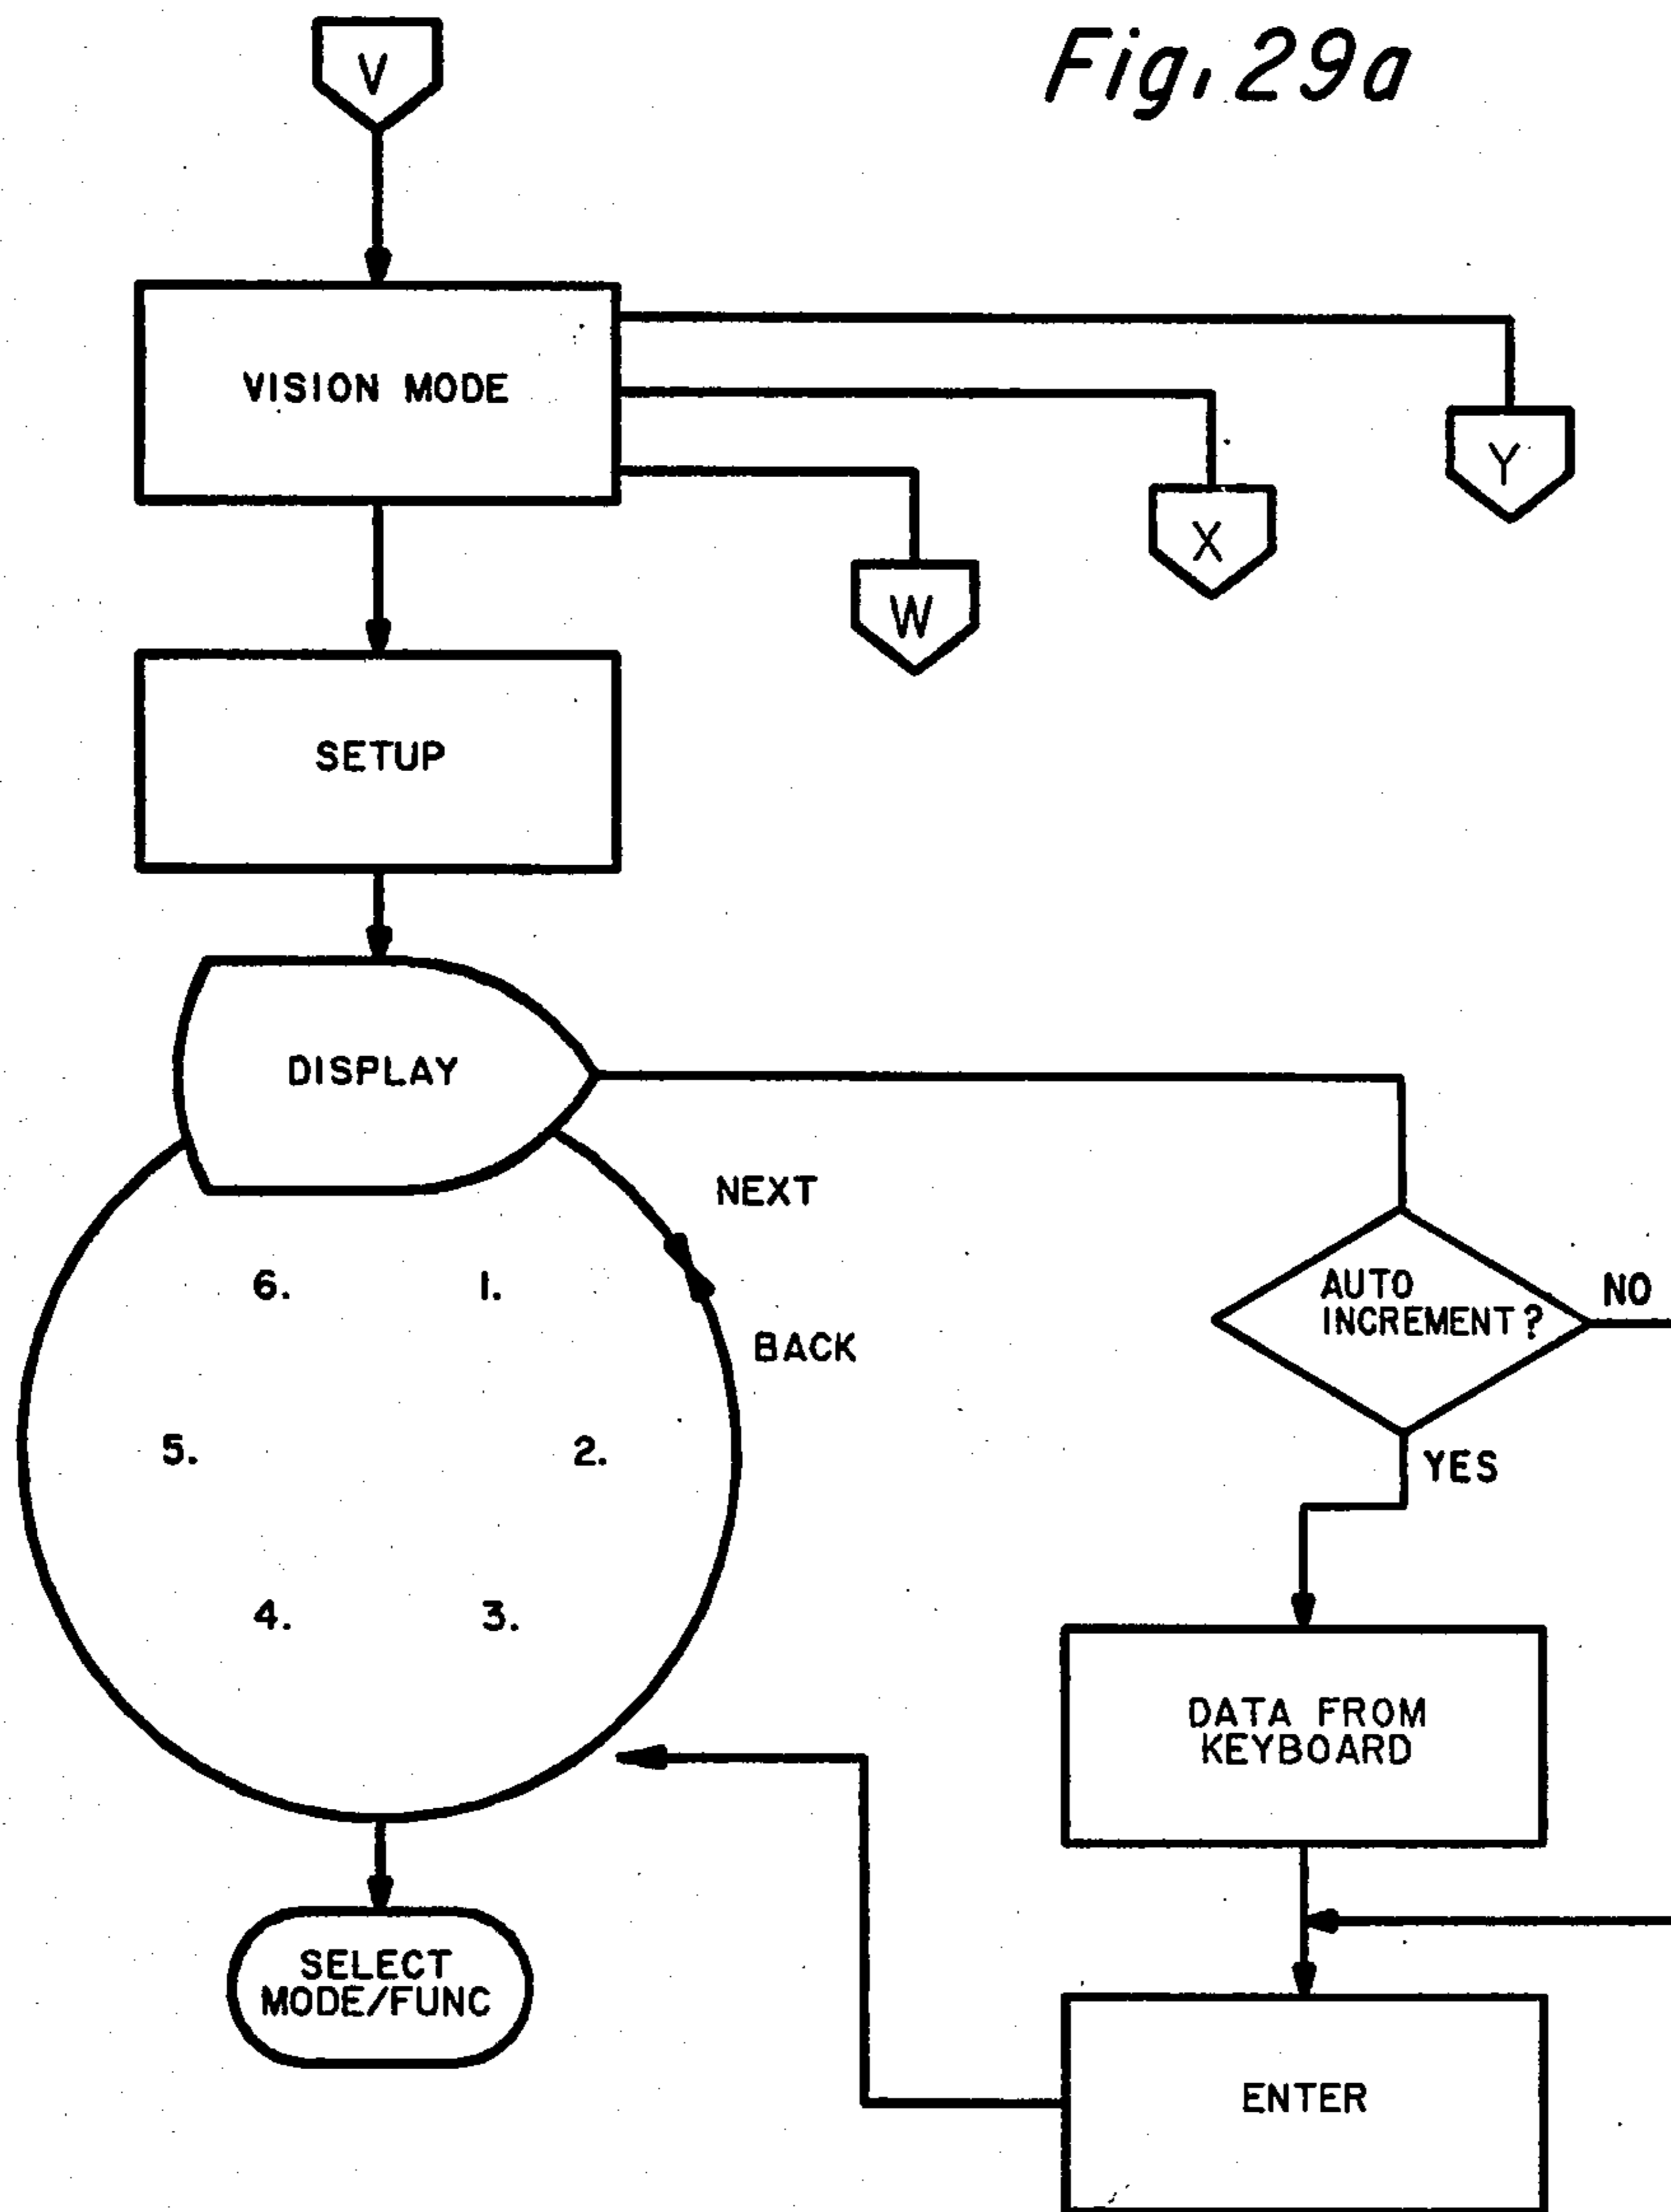 Fig. 29a
V
VISION MODE
Y
X
W
SETUP
DISPLAY
NEXT
BACK
6.
1.
5.
2.
4.
3.
AUTO
INCREMENT?
NO
YES
DATA FROM
KEYBOARD
SELECT
MODE/FUNC
ENTER